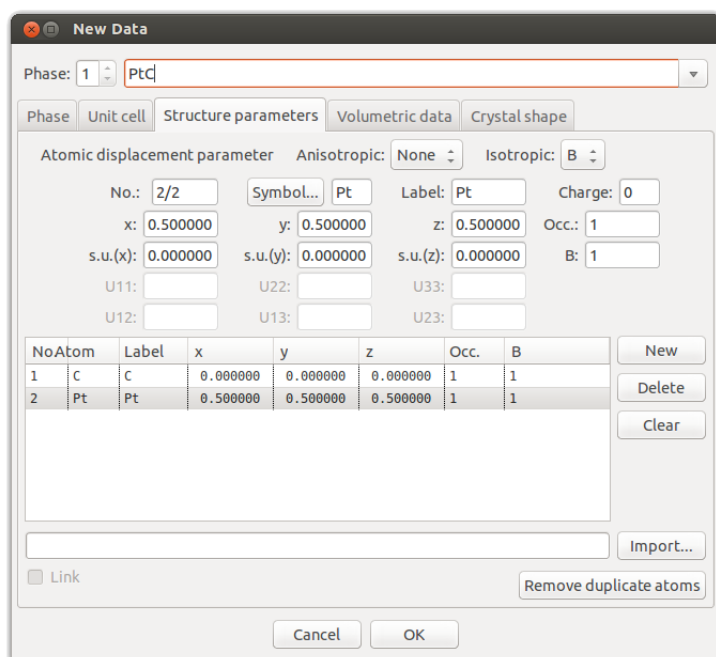 New Data
Phase: 1 PtC
Phase Unit cell Structure parameters Volumetric data Crystal shape
Atomic displacement parameter Anisotropic: None Isotropic: B
No.: 2/2 Symbol... Pt Label: Pt Charge: 0
x: 0.500000 y: 0.500000 z: 0.500000 Occ.: 1
s.u.(x): 0.000000 s.u.(y): 0.000000 s.u.(z): 0.000000 B: 1
U11: U22: U33:
U12: U13: U23:
No Atom Label x y z Occ. B New
1 C C 0.000000 0.000000 0.000000 1 1
2 Pt Pt 0.500000 0.500000 0.500000 1 1
Delete
Clear
Import...
Link
Remove duplicate atoms
Cancel OK